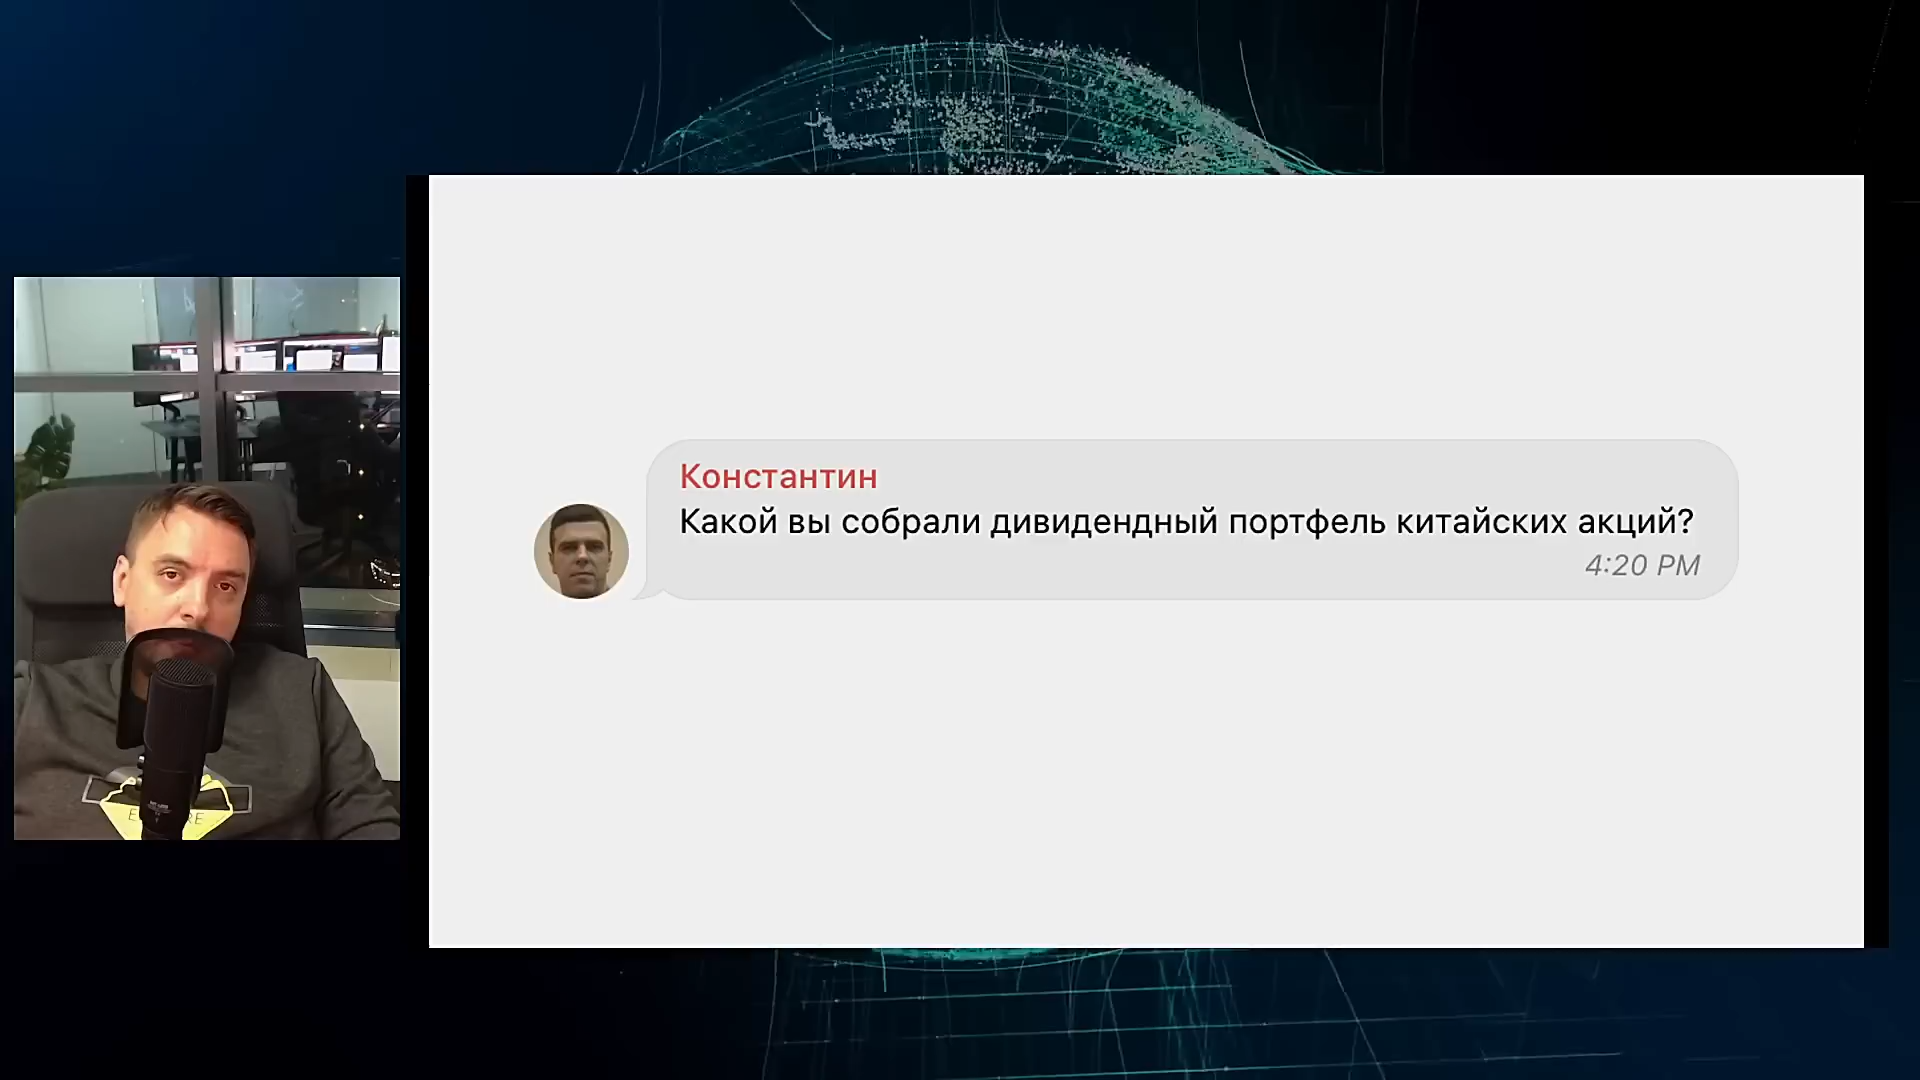 Константин
Какой вы собрали дивидендный портфель китайских акций?
4:20 PM